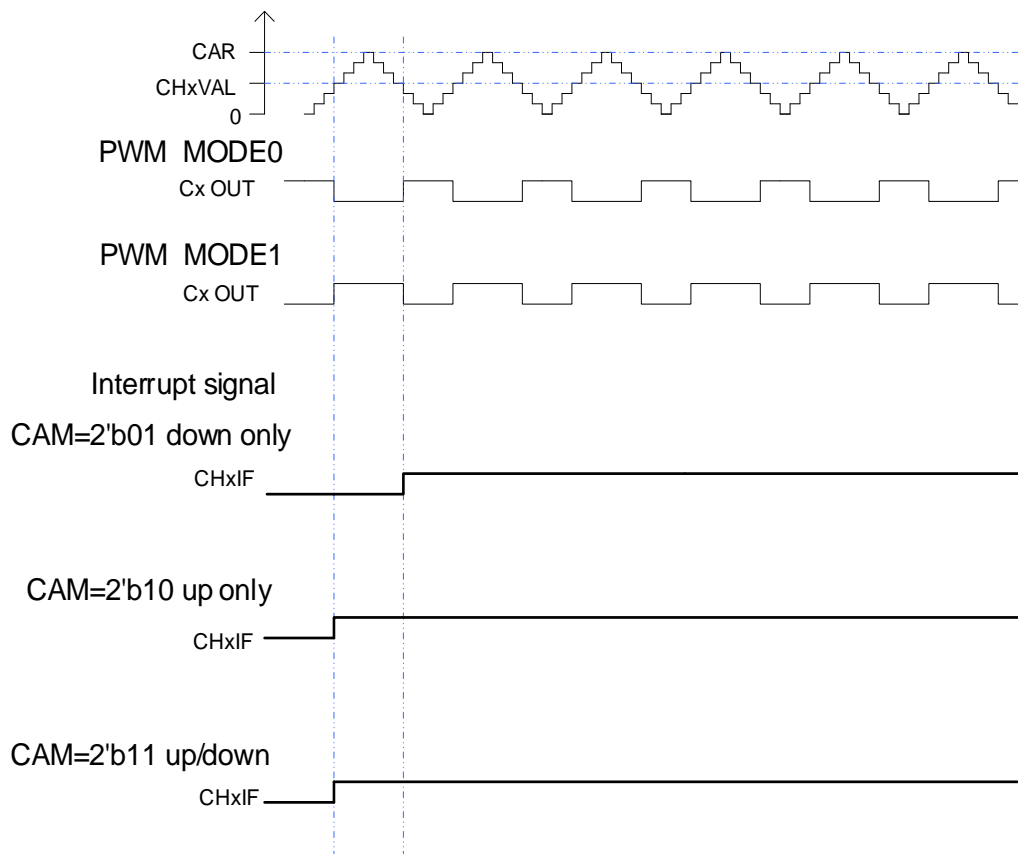 CAR
CHxVAL
0
PWM MODE0
Cx OUT
PWM MODE1
Cx OUT
Interrupt signal
CAM=2'b01 down only
CHxIF
CAM=2'b10 up only
CHxIF
CAM=2'b11 up/down
CHxIF